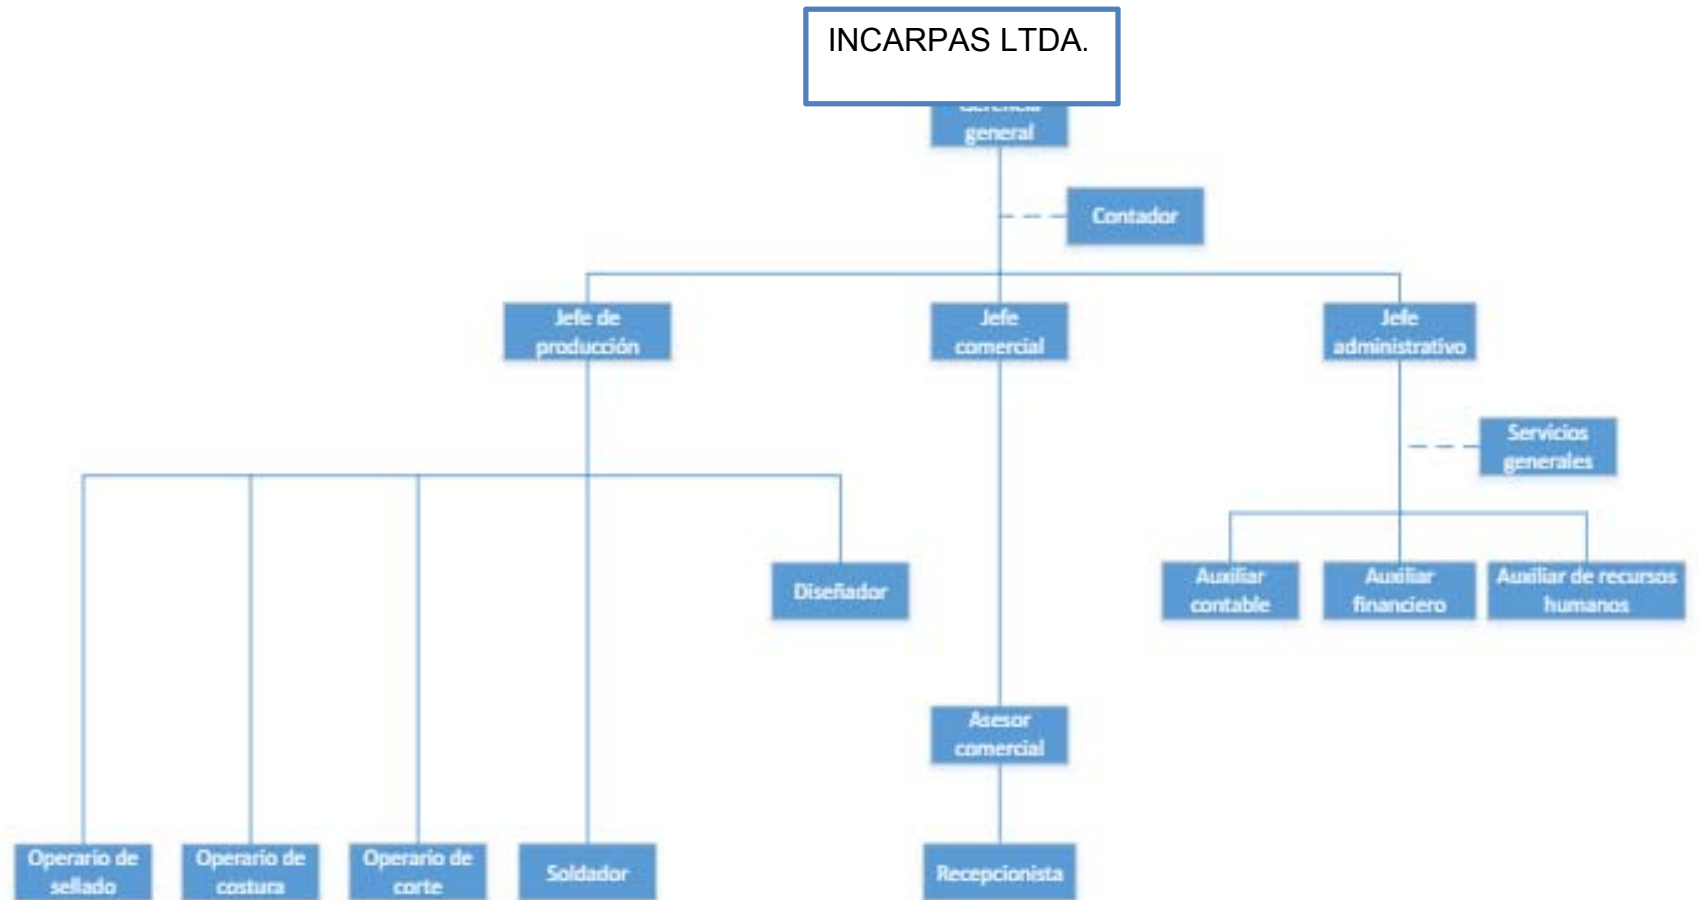 INCARPAS LTDA.
general
Contador
Jefe de
producción
Jefe
comercial
Jefe
administrativo
Servicios
generales
Diseñador
Auxiliar
contable
Auxiliar
financiero
Auxiliar de recursos
humanos
Asesor
comercial
Operario de
sellado
Operario de
costura
Operario de
corte
Soldador
Recepcionista